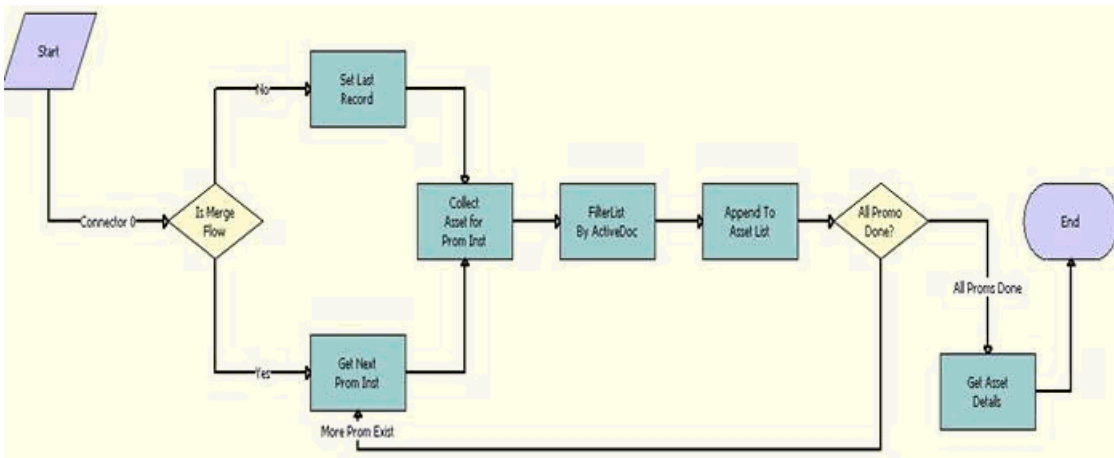 Start
Connector 0
Is Merge
Flow
No
Set Last
Record
Yes
Get Next
Prom Inst
Collect
Asset for
Prom Inst
FilterList
By ActiveDoc
Append To
Asset List
All Promo
Done?
More Prom Exist
All Proms Done
Get Asset
Details
End